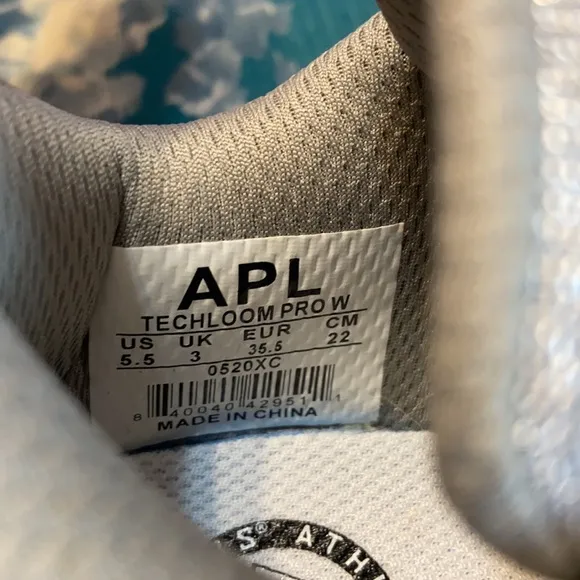 APL
TECHLOOM PRO W
US UK EUR CM
5.5 3 35.5 22
0520XC
8 40040 42951 1
MADE IN CHINA
S® ATH